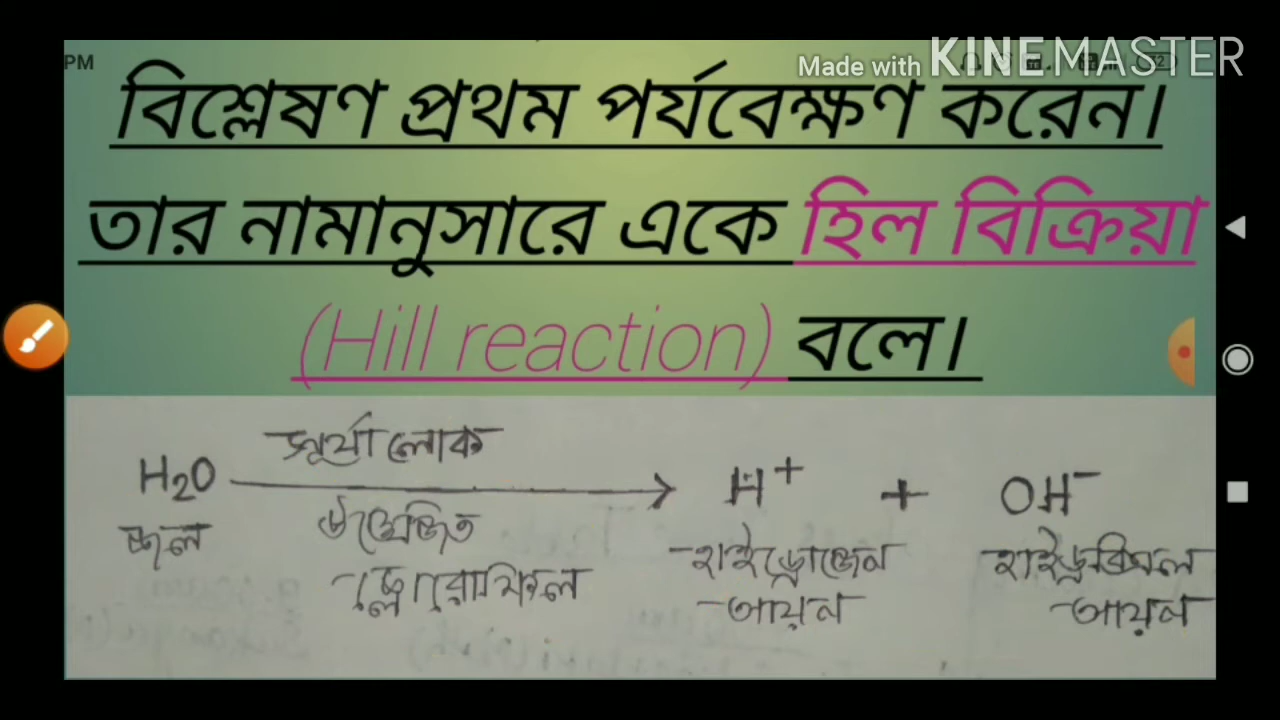 PM
Made with KINEMASTER
বিশ্লেষণ প্রথম পর্যবেক্ষণ করেন।
তার নামানুসারে একে হিল বিক্রিয়া
(Hill reaction) বলে।
সূর্যালোক
H₂O → H⁺ + OH⁻
জল উত্তেজিত হাইড্রোজেন হাইড্রক্সিল
ক্লোরোফিল আয়ন আয়ন